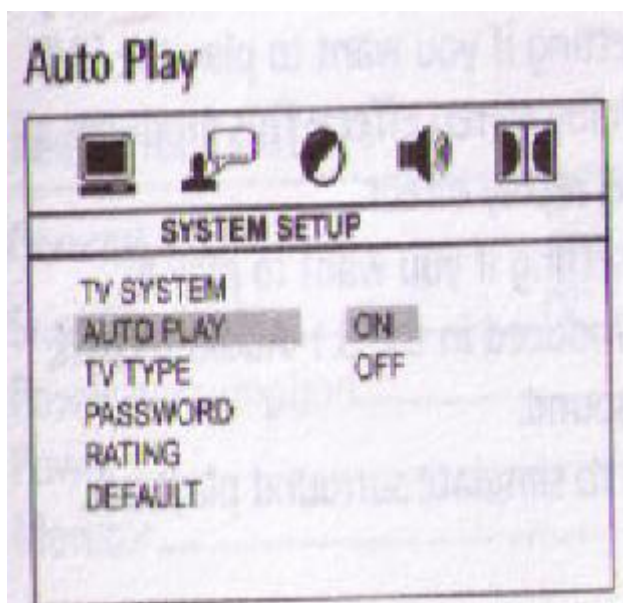 Auto Play
SYSTEM SETUP
TV SYSTEM
AUTO PLAY ON
TV TYPE OFF
PASSWORD
RATING
DEFAULT